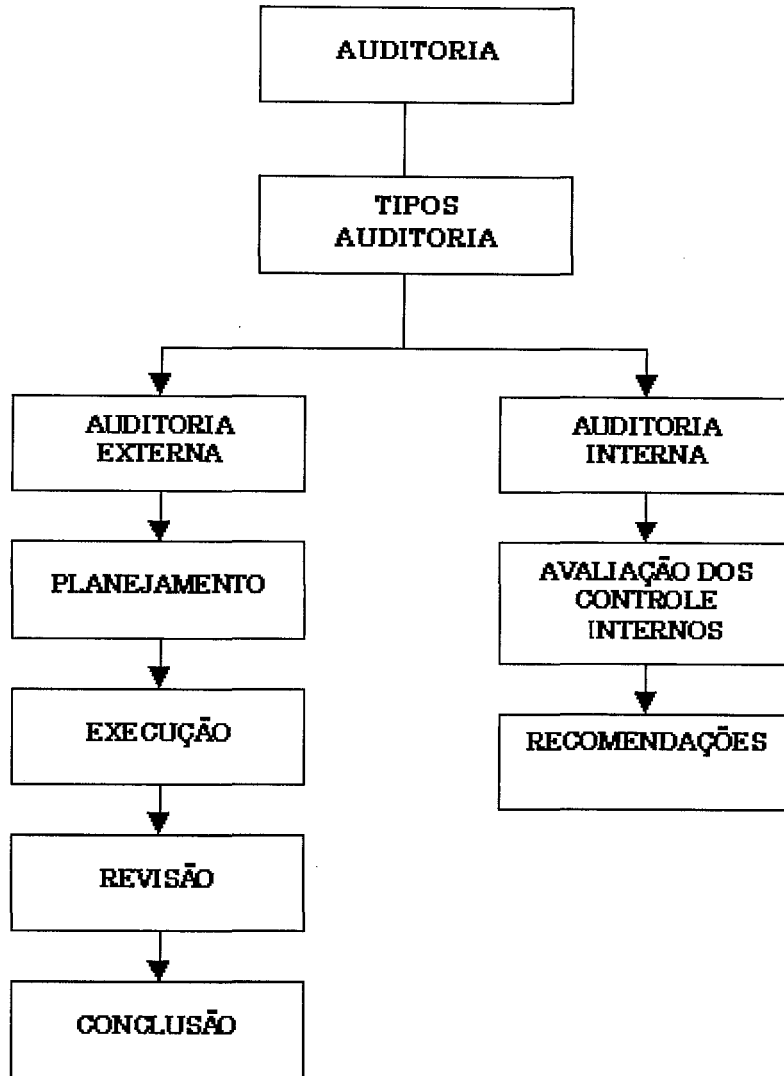 AUDITORIA
TIPOS
AUDITORIA
AUDITORIA
EXTERNA
PLANEJAMENTO
EXECUÇÃO
REVISÃO
CONCLUSÃO
AUDITORIA
INTERNA
AVALIAÇÃO DOS
CONTROLE
INTERNOS
RECOMENDAÇÕES